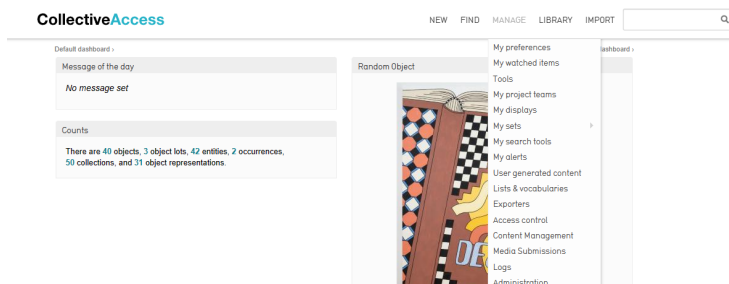 CollectiveAccess
NEW FIND MANAGE LIBRARY IMPORT
Default dashboard ›
dashboard ›
Message of the day
No message set
Counts
There are 40 objects, 3 object lots, 42 entities, 2 occurrences,
50 collections, and 31 object representations.
Random Object
DE
My preferences
My watched items
Tools
My project teams
My displays
My sets
My search tools
My alerts
User generated content
Lists & vocabularies
Exporters
Access control
Content Management
Media Submissions
Logs
Administration